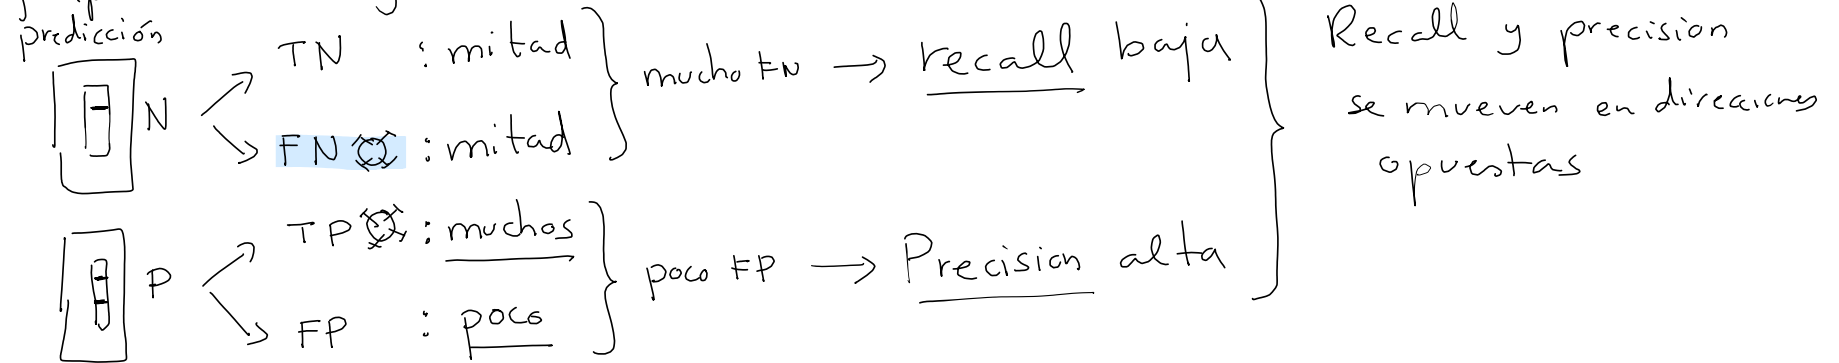 predicción
N
TN : mitad
FN : mitad
mucho FN → recall baja
P
TP : muchos
FP : poco
poco FP → Precision alta
Recall y precision
se mueven en direcciones
opuestas